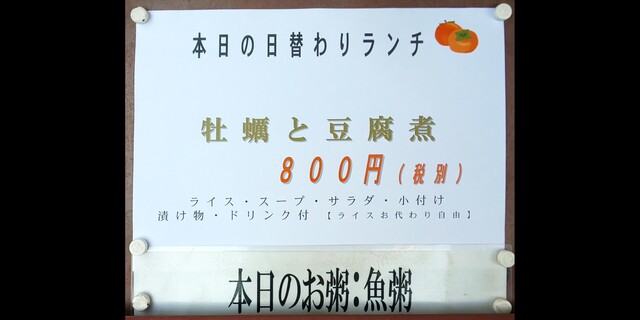 本日の日替わりランチ
牡蠣と豆腐煮
800円(税別)
ライス・スープ・サラダ・小付け
漬け物・ドリンク付【ライスお代わり自由】
本日のお粥:魚粥